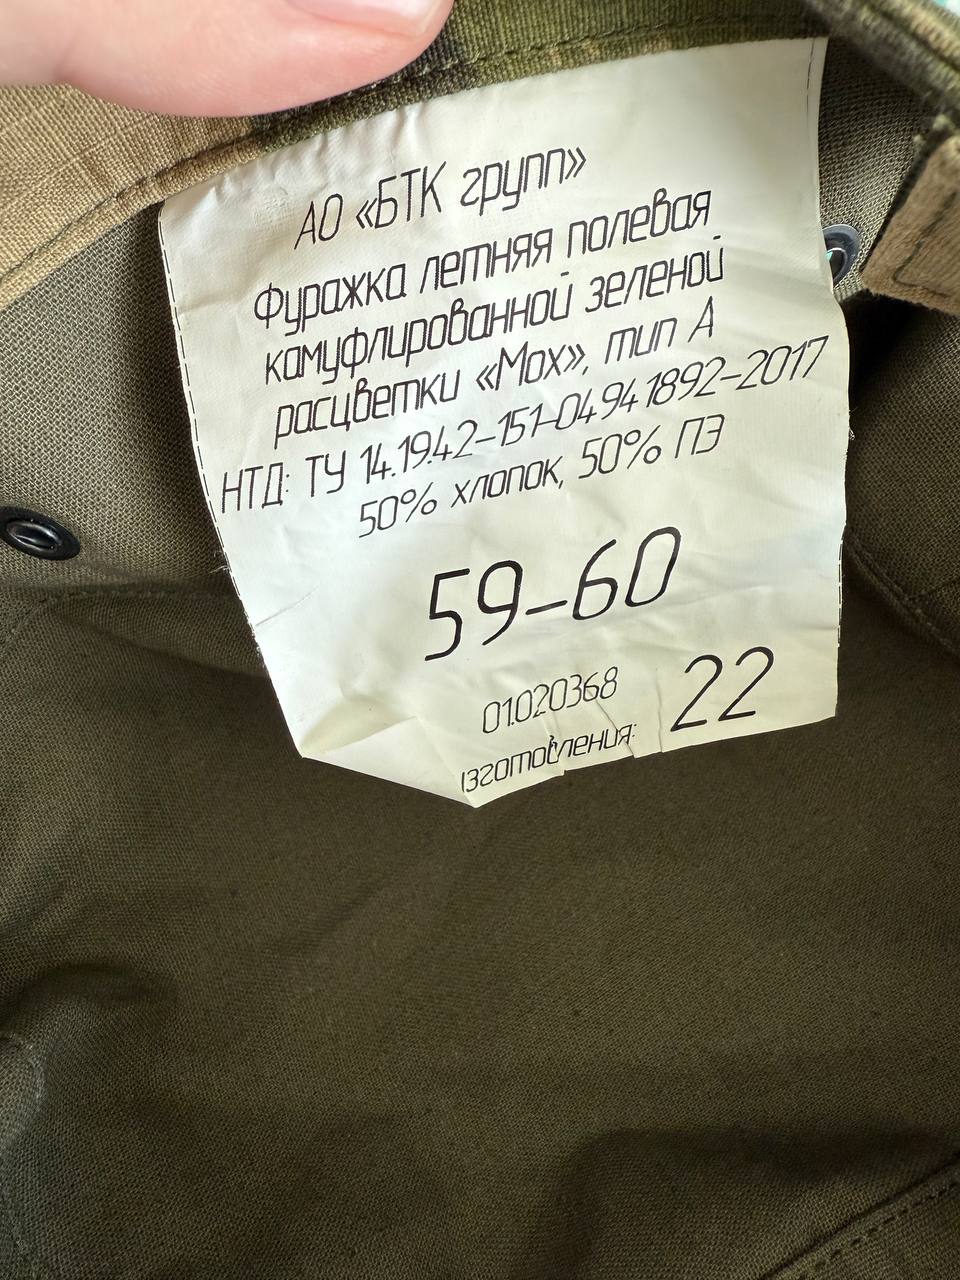 АО «БТК групп»
Фуражка летняя полевая
камуфлированной зеленой
расцветки «Мох», тип А
НТД: ТУ 14.19.42-151-04941892-2017
50% хлопок, 50% ПЭ
59-60
01.020368
изготовления: 22